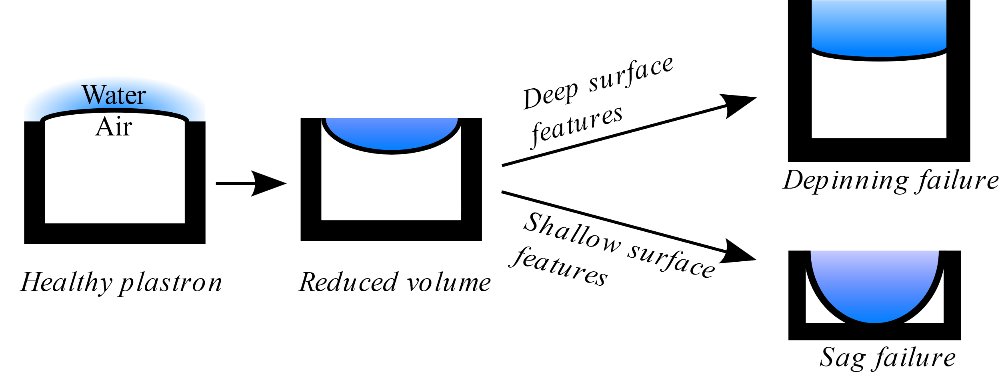 Water
Air
Healthy plastron
Reduced volume
Deep surface
features
Shallow surface
features
Depinning failure
Sag failure